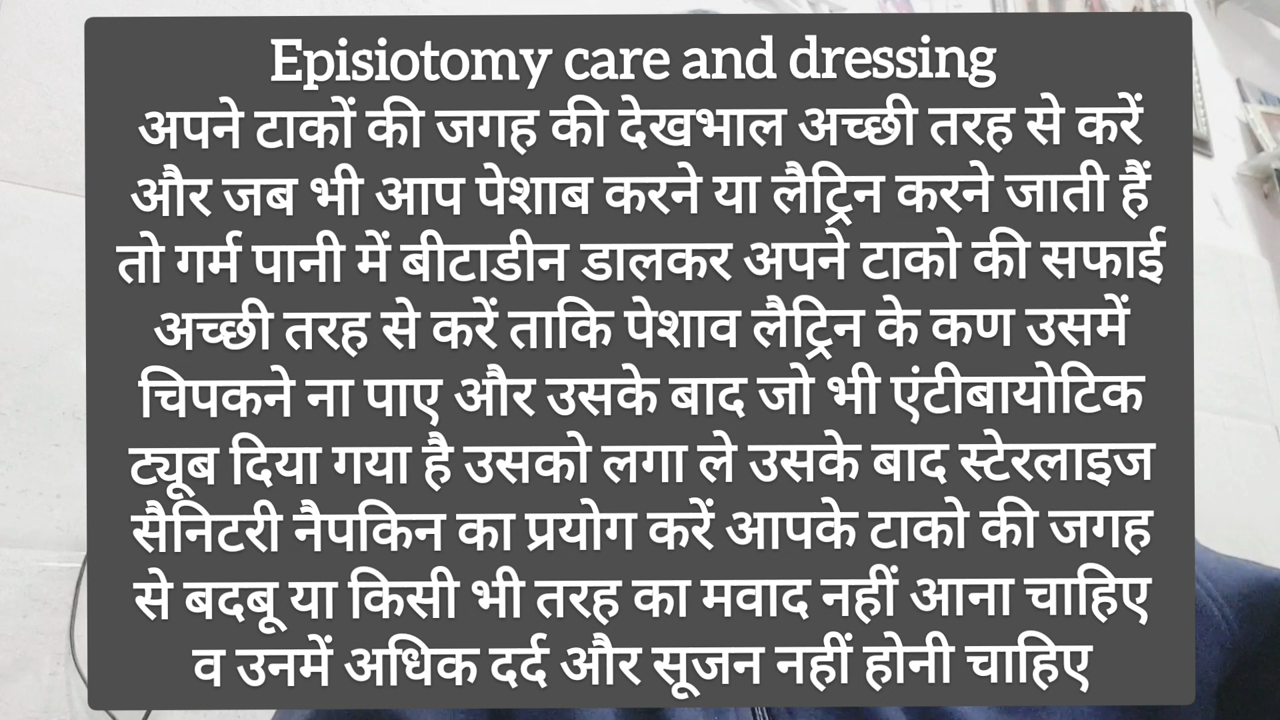 Episiotomy care and dressing
अपने टाकों की जगह की देखभाल अच्छी तरह से करें
और जब भी आप पेशाब करने या लैट्रिन करने जाती हैं
तो गर्म पानी में बीटाडीन डालकर अपने टाको की सफाई
अच्छी तरह से करें ताकि पेशाव लैट्रिन के कण उसमें
चिपकने ना पाए और उसके बाद जो भी एंटीबायोटिक
ट्यूब दिया गया है उसको लगा ले उसके बाद स्टेरलाइज
सैनिटरी नैपकिन का प्रयोग करें आपके टाको की जगह
से बदबू या किसी भी तरह का मवाद नहीं आना चाहिए
व उनमें अधिक दर्द और सूजन नहीं होनी चाहिए